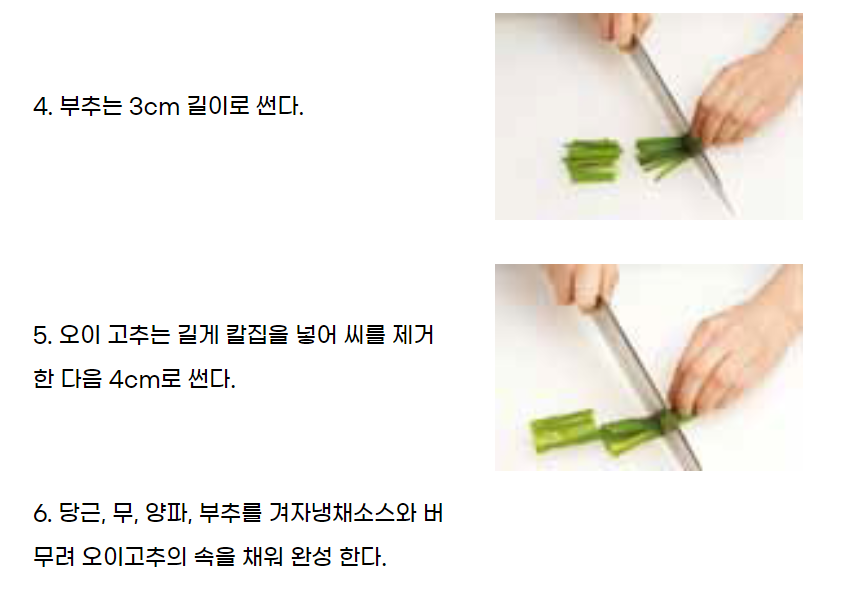 4. 부추는 3cm 길이로 썬다.
5. 오이 고추는 길게 칼집을 넣어 씨를 제거
한 다음 4cm로 썬다.
6. 당근, 무, 양파, 부추를 겨자냉채소스와 버
무려 오이고추의 속을 채워 완성 한다.